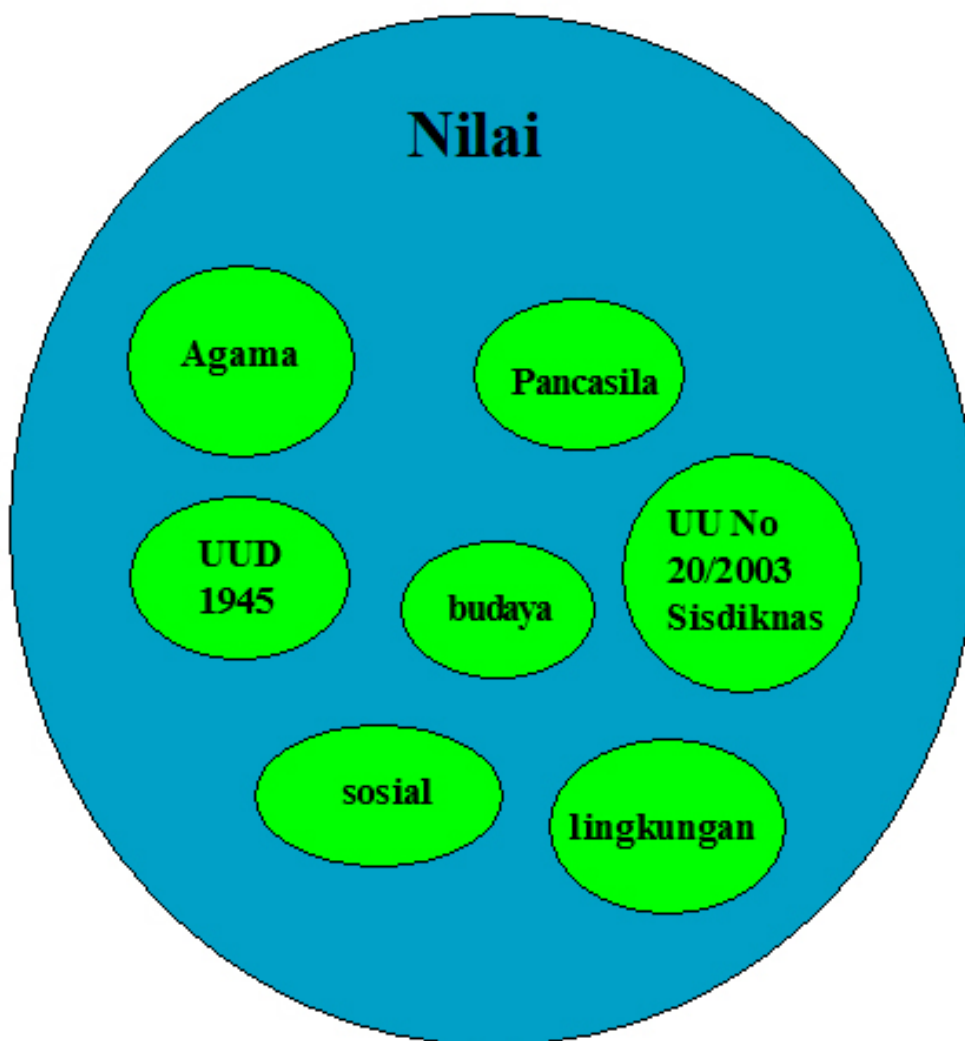 Nilai
Agama
Pancasila
UUD
1945
budaya
UU No
20/2003
Sisdiknas
sosial
lingkungan